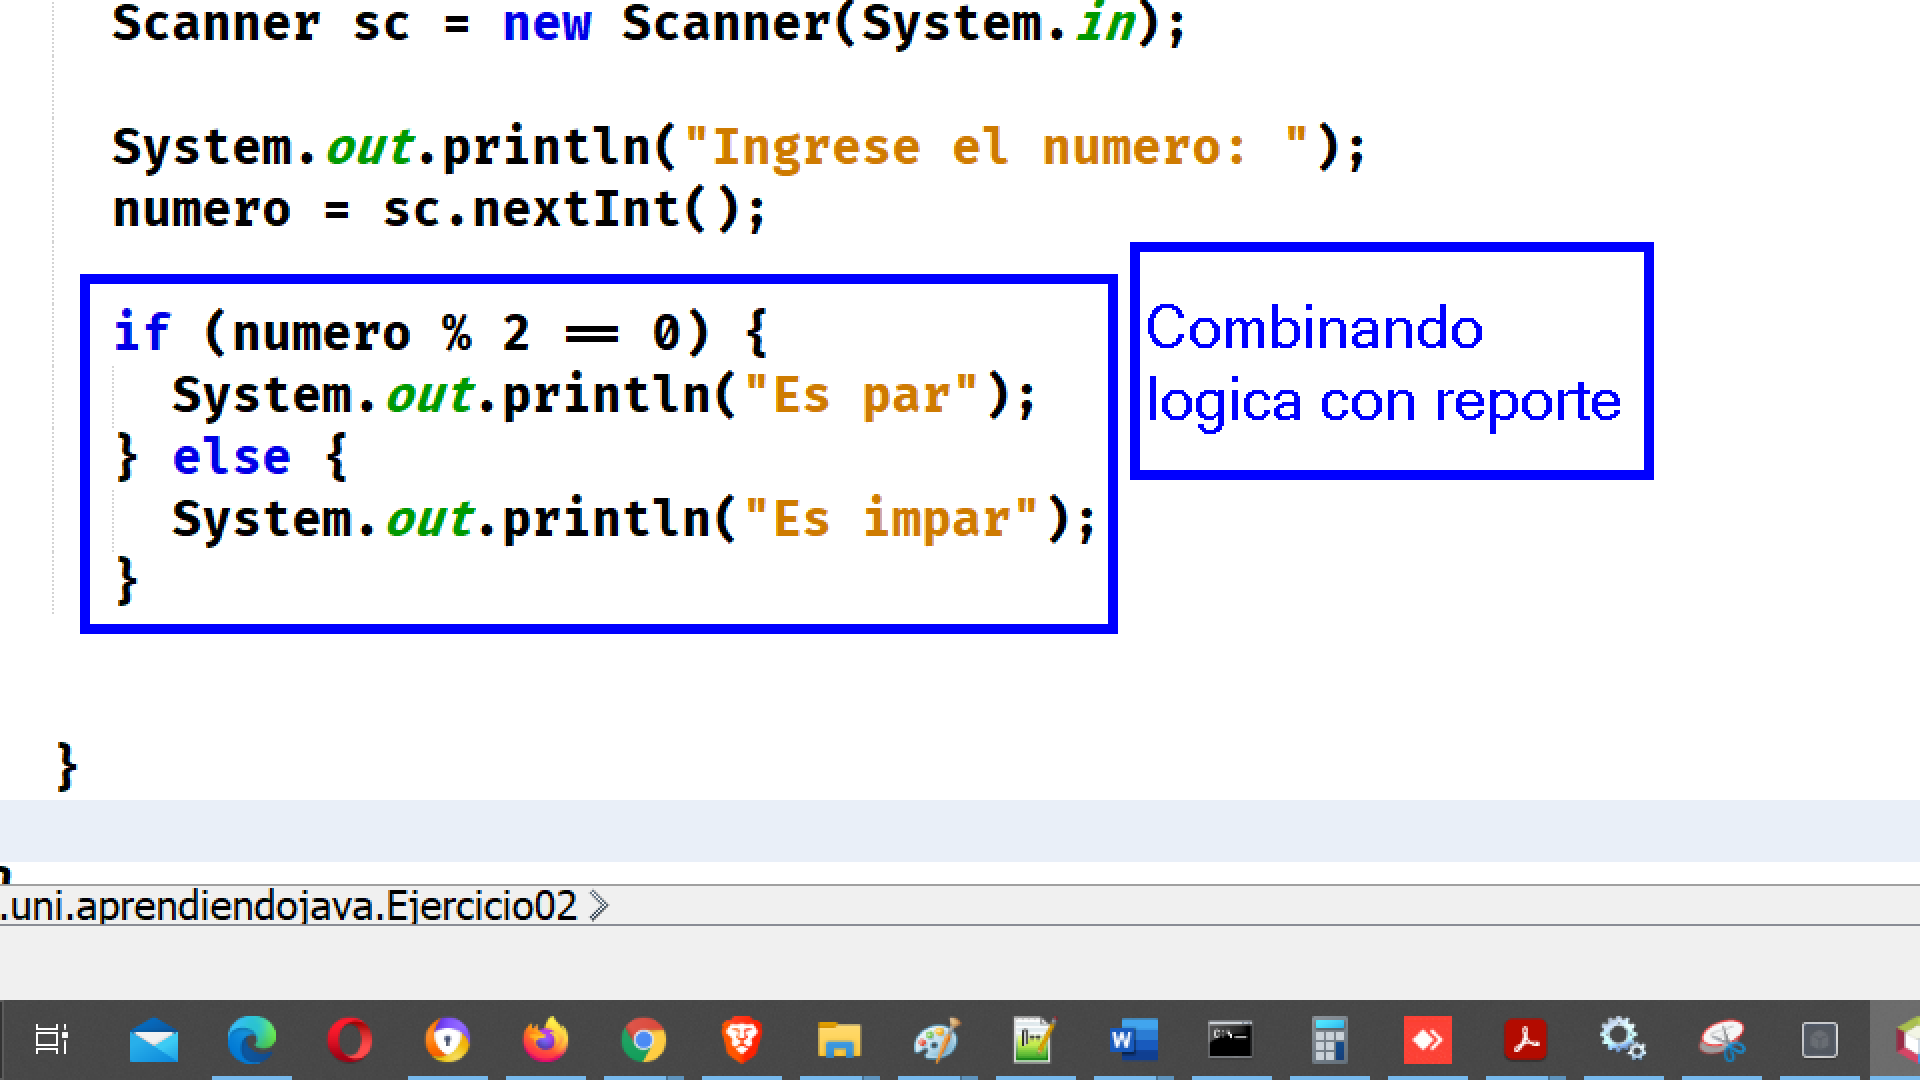 Scanner sc = new Scanner(System.in);
System.out.println("Ingrese el numero: ");
numero = sc.nextInt();
if (numero % 2 == 0) {
System.out.println("Es par");
} else {
System.out.println("Es impar");
}
Combinando
logica con reporte
}
.uni.aprendiendojava.Ejercicio02